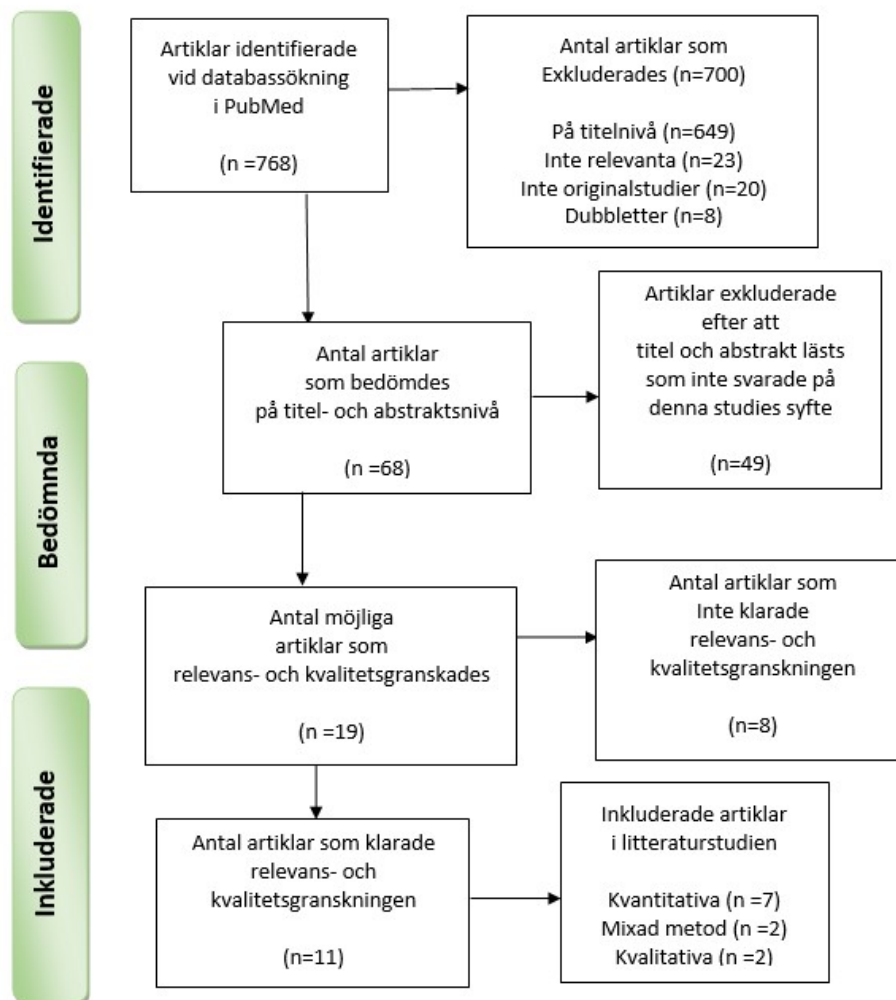 Identifierade
Artiklar identifierade
vid databassökning
i PubMed
(n =768)
Antal artiklar som
Exkluderades (n=700)
På titelnivå (n=649)
Inte relevanta (n=23)
Inte originalstudier (n=20)
Dubbletter (n=8)
Bedömnda
Antal artiklar
som bedömdes
på titel- och abstraktsnivå
(n =68)
Artiklar exkluderade
efter att
titel och abstrakt lästs
som inte svarade på
denna studies syfte
(n=49)
Antal möjliga
artiklar som
relevans- och kvalitetsgranskades
(n =19)
Antal artiklar som
Inte klarade
relevans- och
kvalitetsgranskningen
(n=8)
Inkluderade
Antal artiklar som klarade
relevans- och
kvalitetsgranskningen
(n=11)
Inkluderade artiklar
i litteraturstudien
Kvantitativa (n =7)
Mixad metod (n =2)
Kvalitativa (n =2)